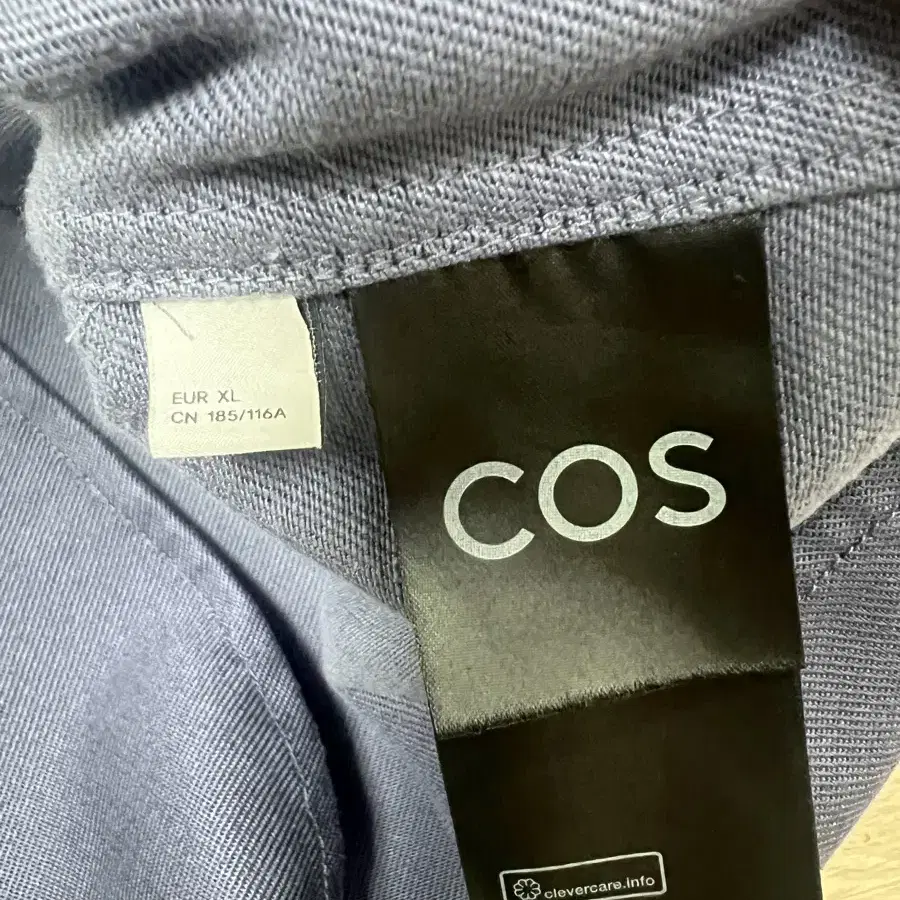 EUR XL
CN 185/116A
COS
clevercare.info